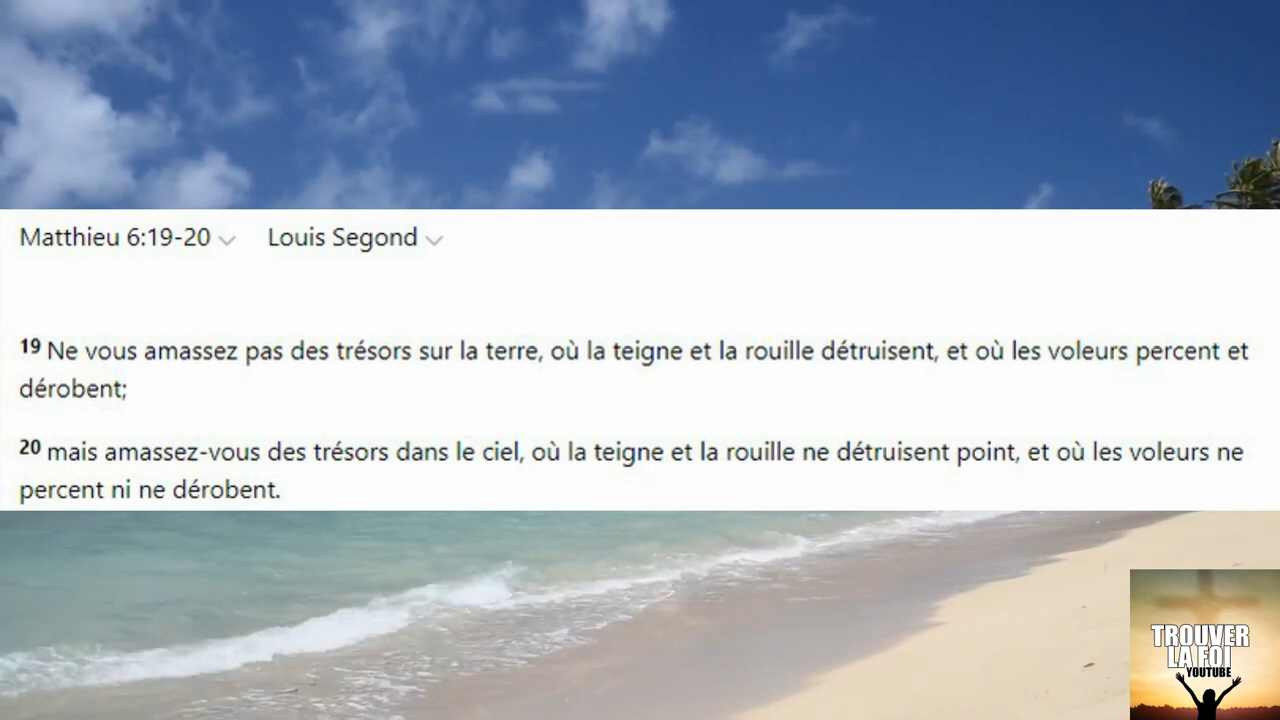 Matthieu 6:19-20 Louis Segond
19 Ne vous amassez pas des trésors sur la terre, où la teigne et la rouille détruisent, et où les voleurs percent et
dérobent;
20 mais amassez-vous des trésors dans le ciel, où la teigne et la rouille ne détruisent point, et où les voleurs ne
percent ni ne dérobent.
TROUVER
LA FOI
YOUTUBE